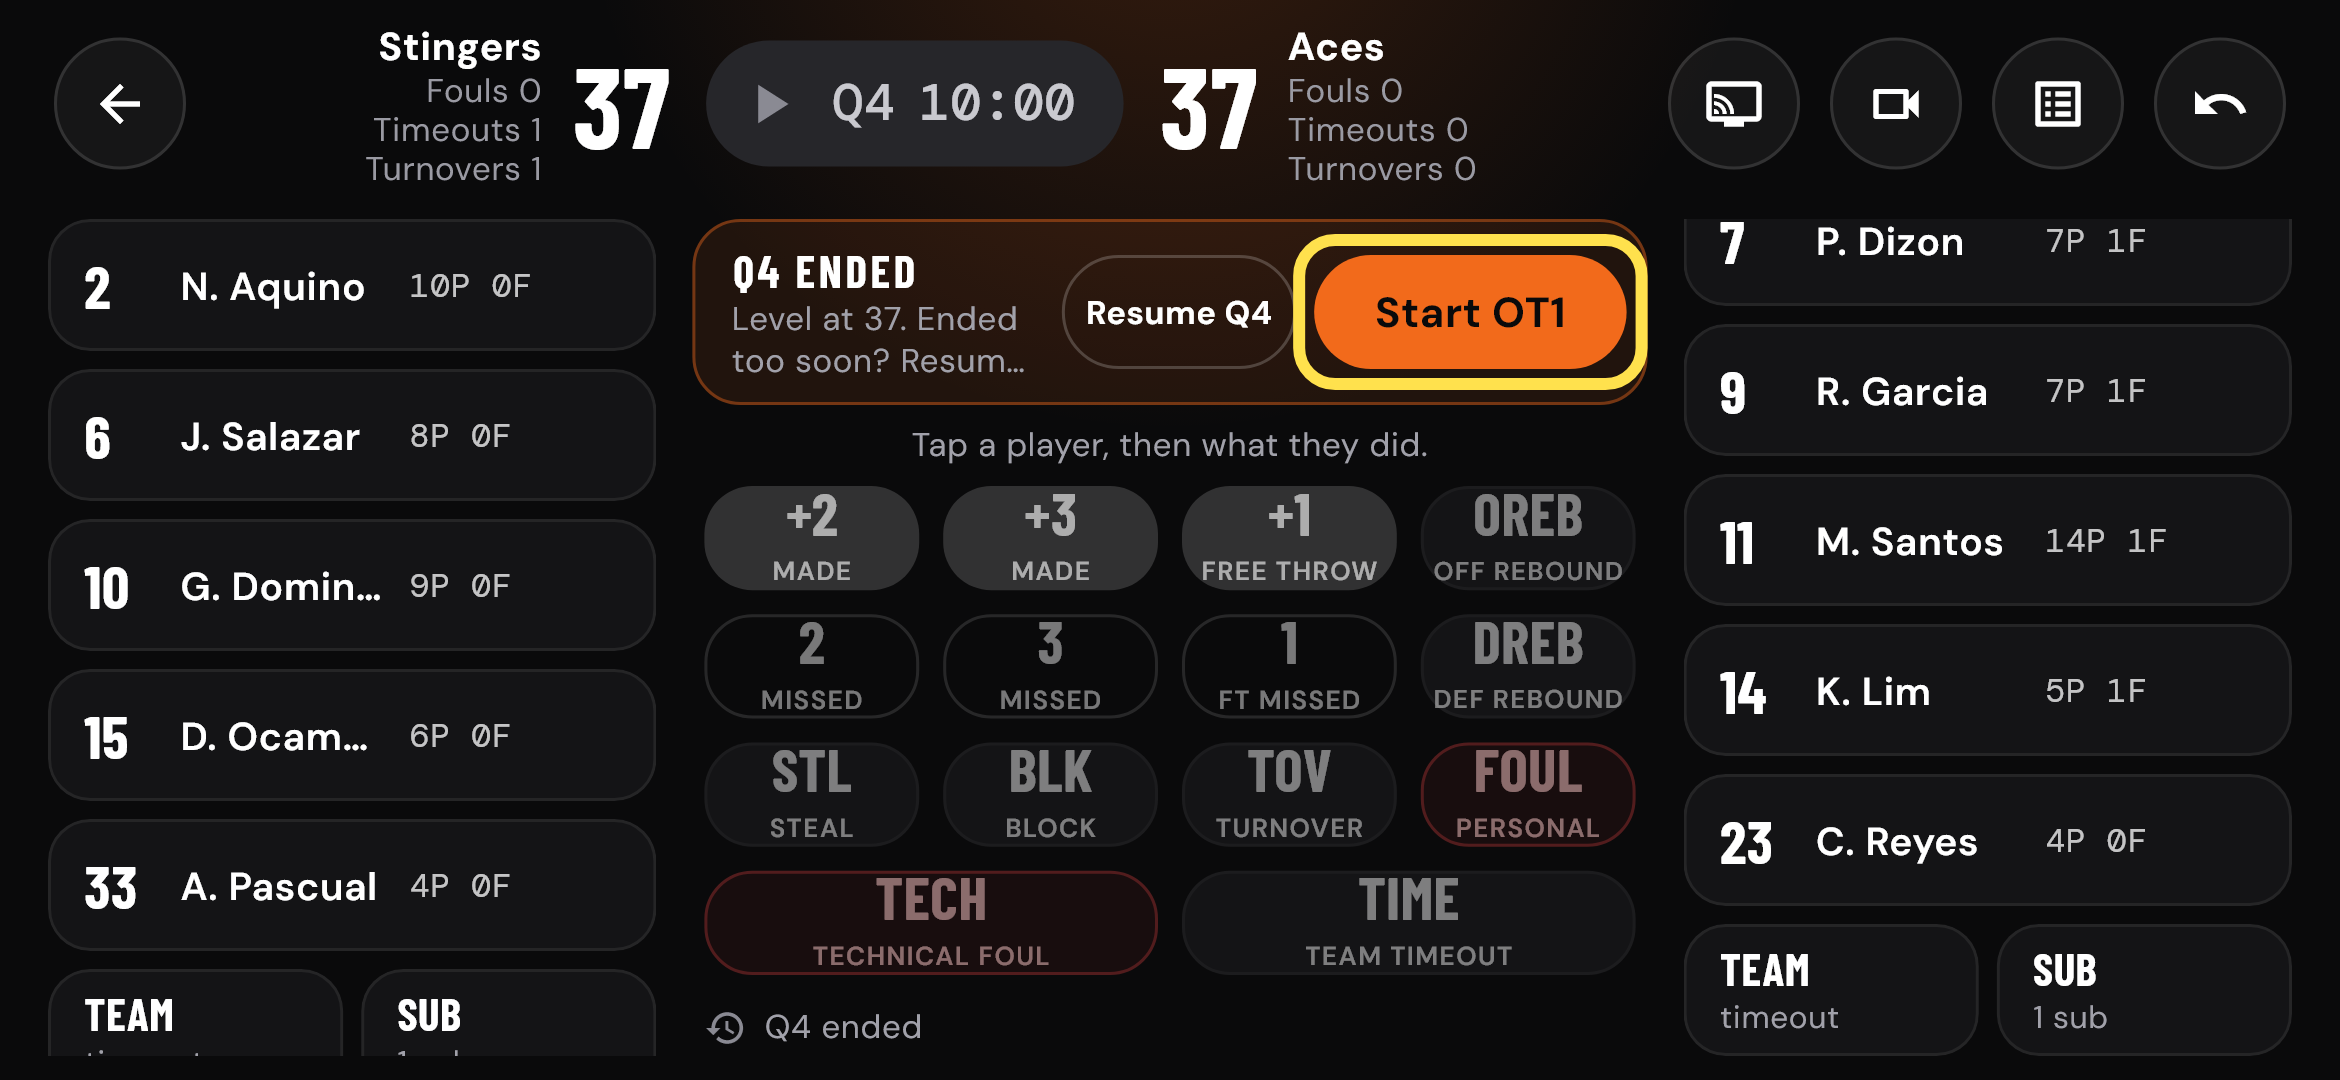 Stingers
Fouls 0
Timeouts 1
Turnovers 1
37
Q4 10:00
37
Aces
Fouls 0
Timeouts 0
Turnovers 0
2 N. Aquino 10P 0F
6 J. Salazar 8P 0F
10 G. Domin... 9P 0F
15 D. Ocam... 6P 0F
33 A. Pascual 4P 0F
TEAM
SUB
Q4 ENDED
Level at 37. Ended
too soon? Resum...
Resume Q4
Start OT1
Tap a player, then what they did.
+2
MADE
+3
MADE
+1
FREE THROW
OREB
OFF REBOUND
2
MISSED
3
MISSED
1
FT MISSED
DREB
DEF REBOUND
STL
STEAL
BLK
BLOCK
TOV
TURNOVER
FOUL
PERSONAL
TECH
TECHNICAL FOUL
TIME
TEAM TIMEOUT
Q4 ended
7 P. Dizon 7P 1F
9 R. Garcia 7P 1F
11 M. Santos 14P 1F
14 K. Lim 5P 1F
23 C. Reyes 4P 0F
TEAM
timeout
SUB
1 sub